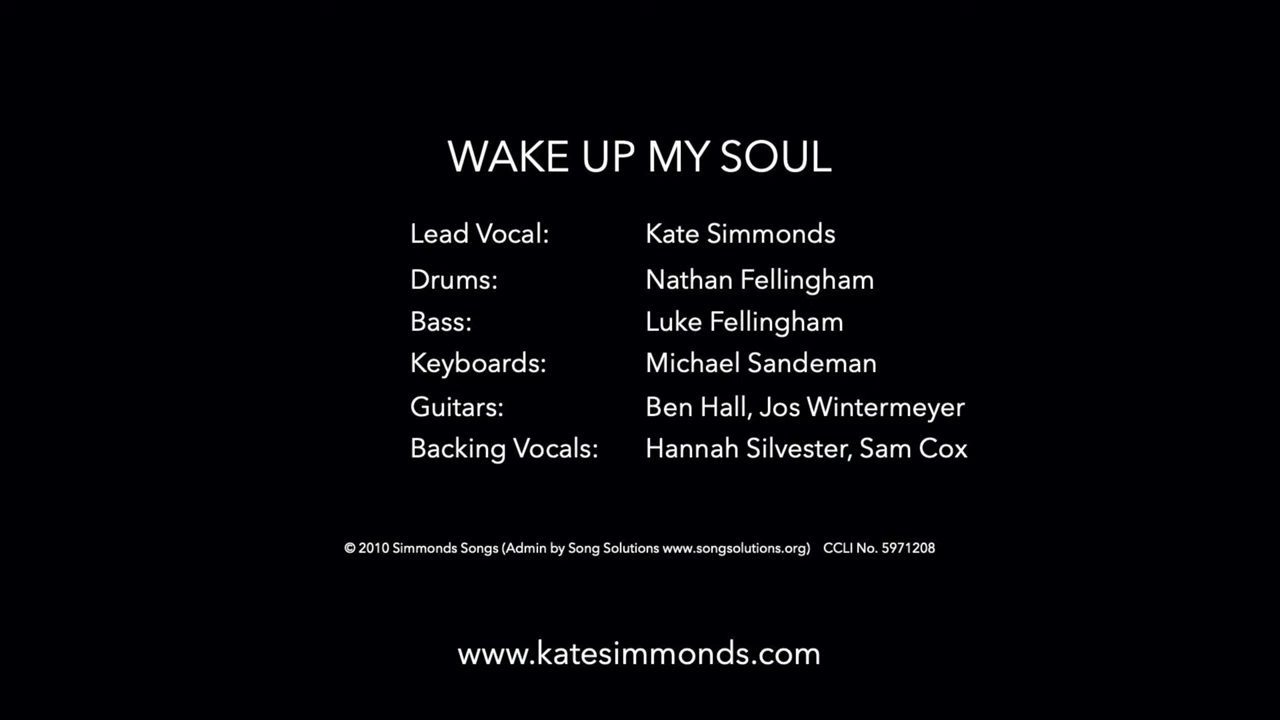 WAKE UP MY SOUL
Lead Vocal: Kate Simmonds
Drums: Nathan Fellingham
Bass: Luke Fellingham
Keyboards: Michael Sandeman
Guitars: Ben Hall, Jos Wintermeyer
Backing Vocals: Hannah Silvester, Sam Cox
© 2010 Simmonds Songs (Admin by Song Solutions www.songsolutions.org) CCLI No. 5971208
www.katesimmonds.com